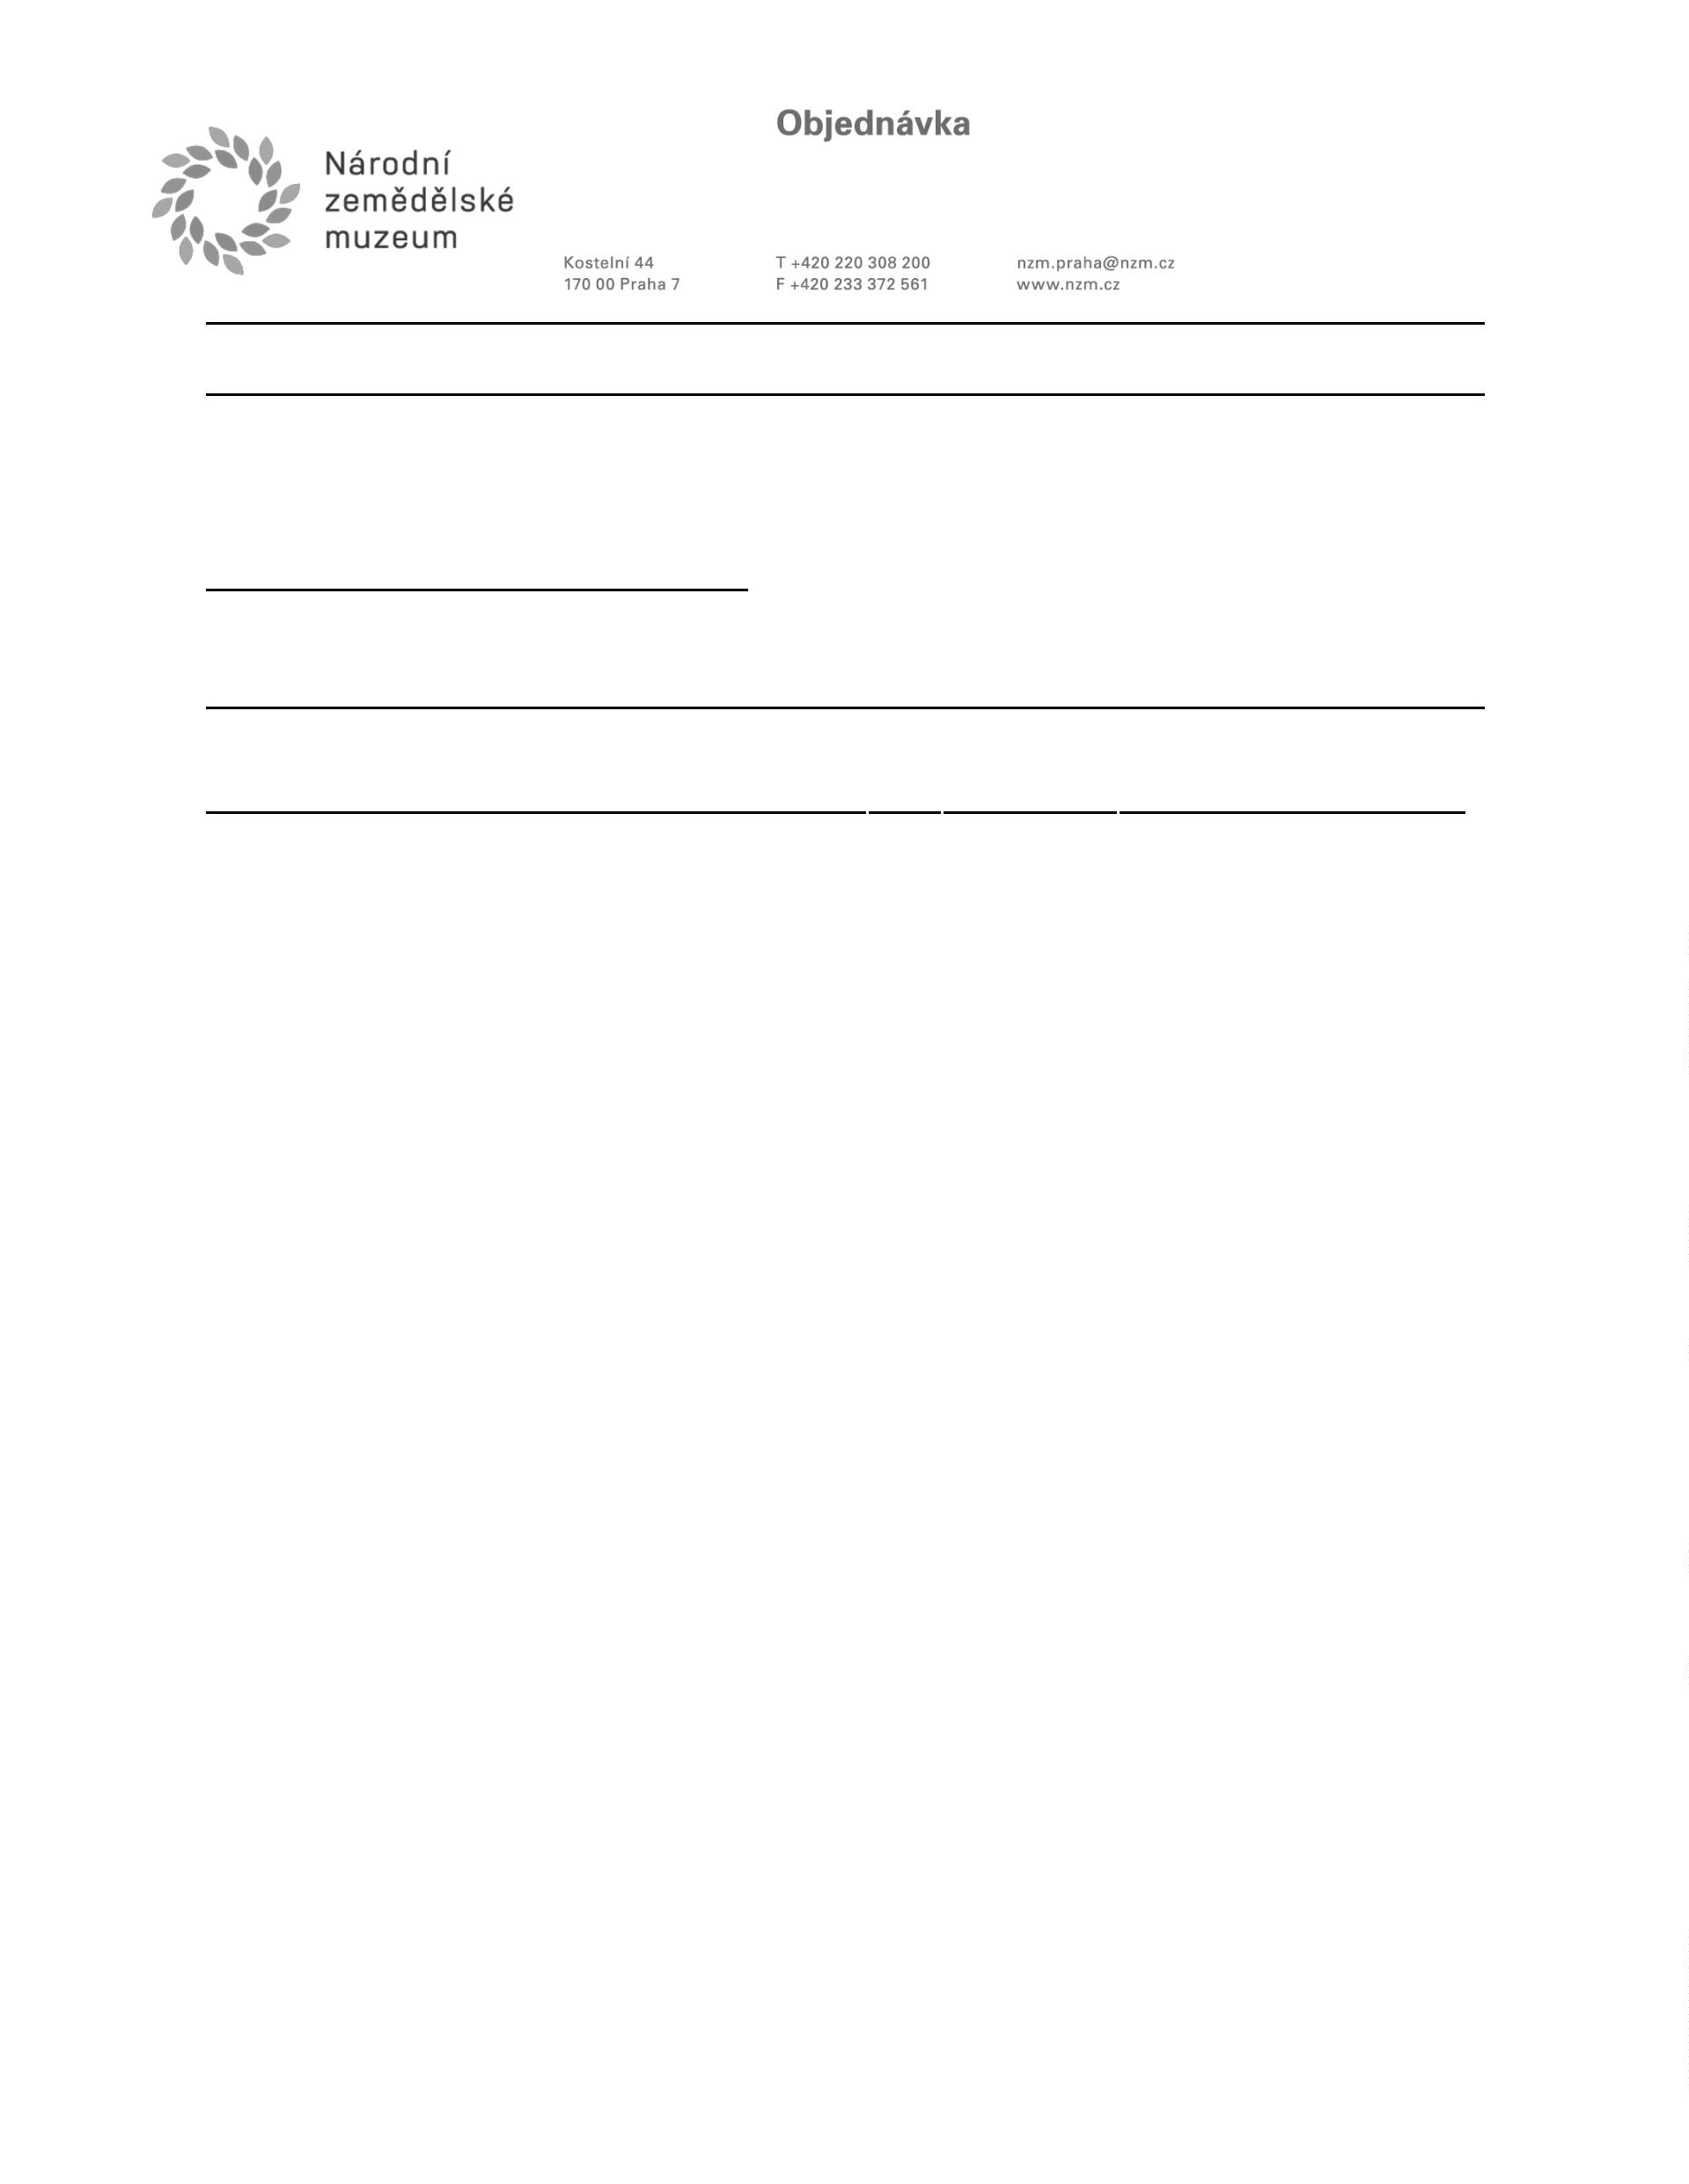 Objednávka
Národní
zemědělské
muzeum
Kostelní 44
170 00 Praha 7
T +420 220 308 200
F +420 233 372 561
nzm.praha@nzm.cz
www.nzm.cz